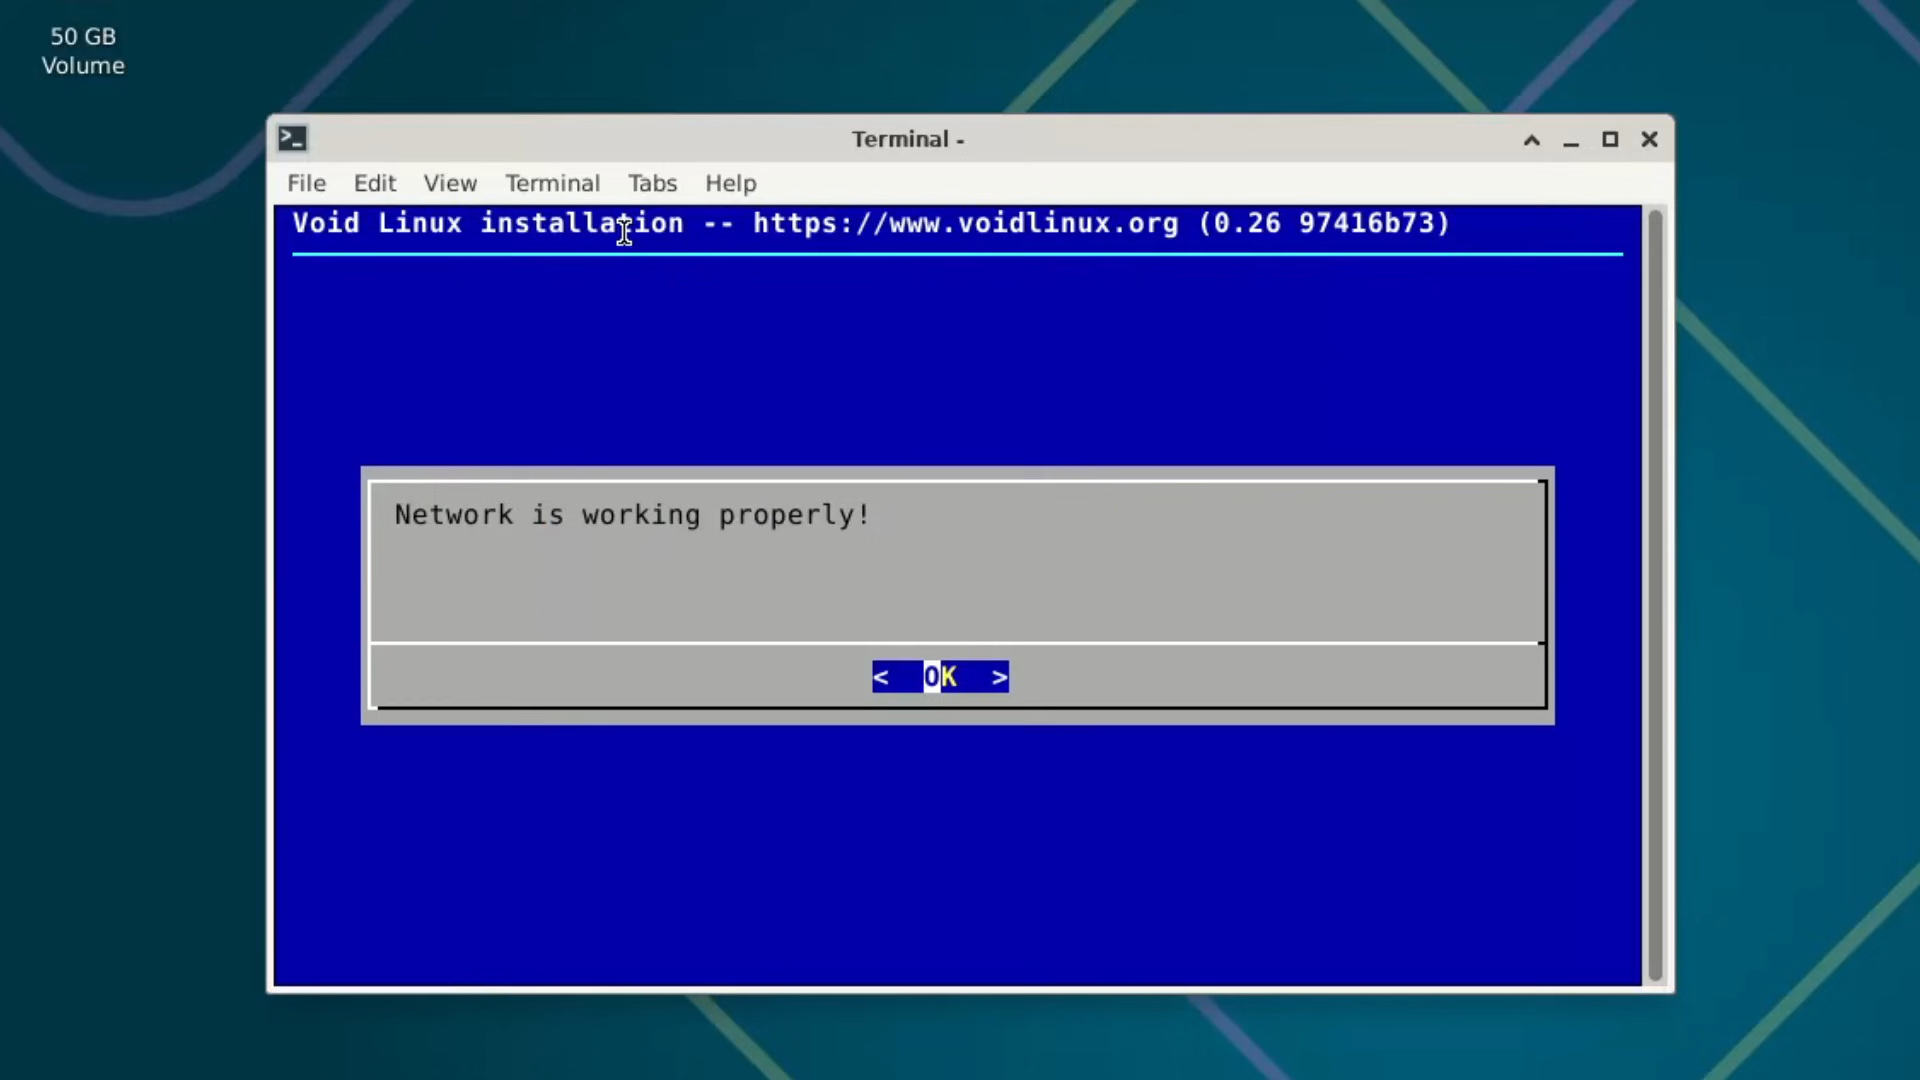 50 GB
Volume
Terminal -
File Edit View Terminal Tabs Help
Void Linux installation -- https://www.voidlinux.org (0.26 97416b73)
Network is working properly!
< OK >